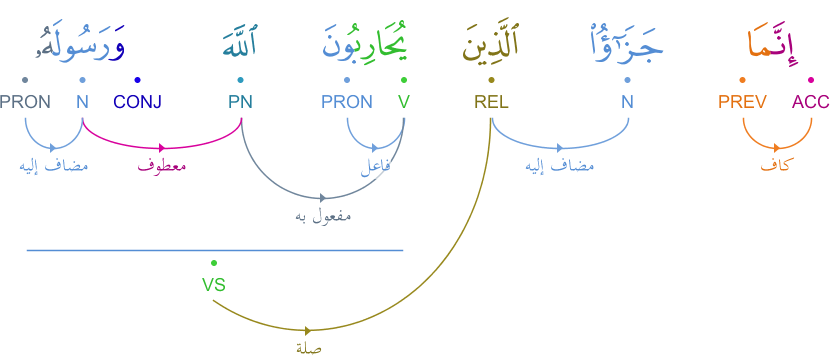 إِنَّمَا جَزَٰٓؤُا۟ ٱلَّذِينَ يُحَارِبُونَ ٱللَّهَ وَرَسُولَهُۥ
ACC PREV N REL V PRON PN CONJ N PRON
كاف مضاف إليه فاعل معطوف مضاف إليه
مفعول به
VS
صلة